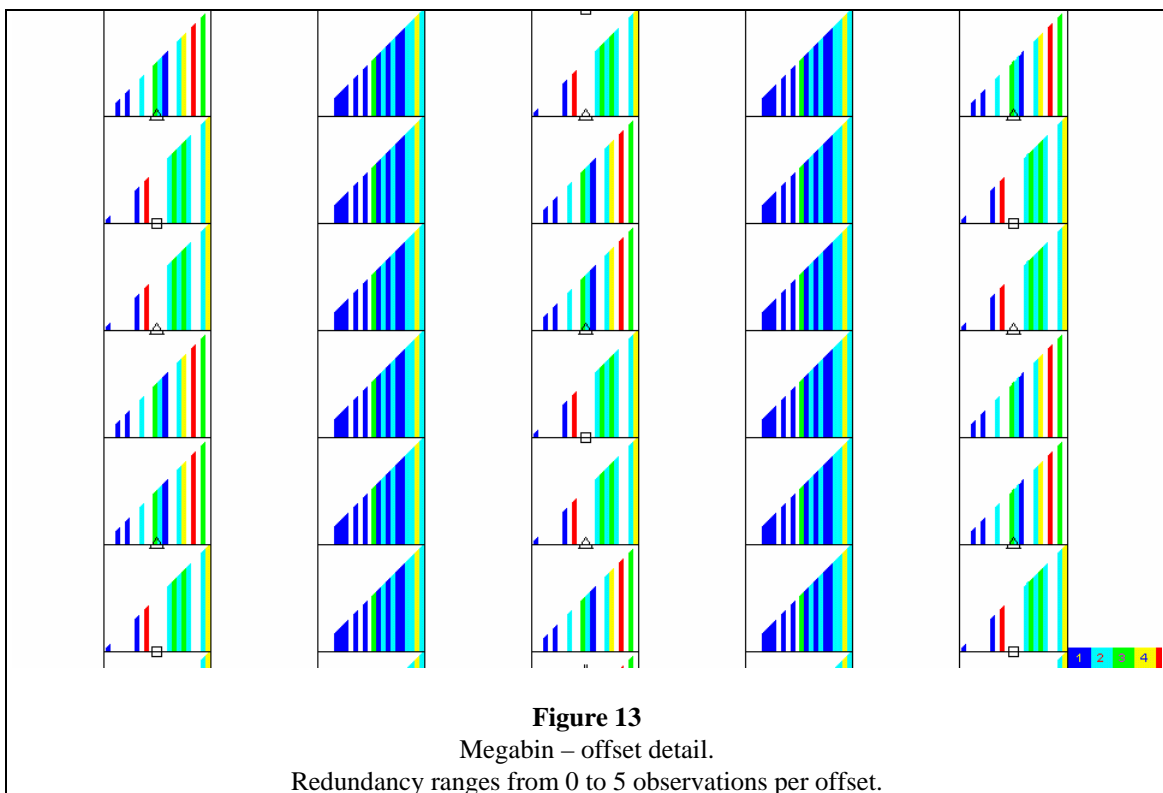 1 2 3 4
Figure 13
Megabin – offset detail.
Redundancy ranges from 0 to 5 observations per offset.